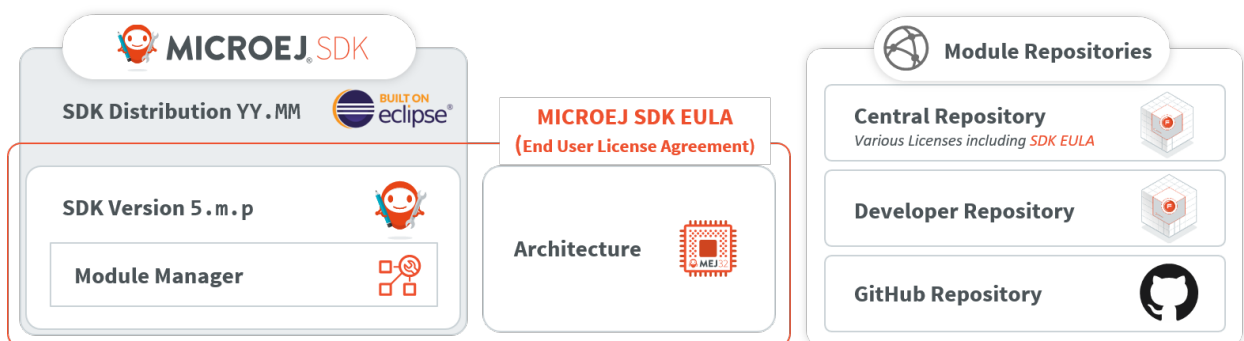 MICROEJ® SDK
SDK Distribution YY.MM
BUILT ON
eclipse®
SDK Version 5.m.p
Module Manager
MICROEJ SDK EULA
(End User License Agreement)
Architecture
MEJ32
Module Repositories
Central Repository
Various Licenses including SDK EULA
Developer Repository
GitHub Repository